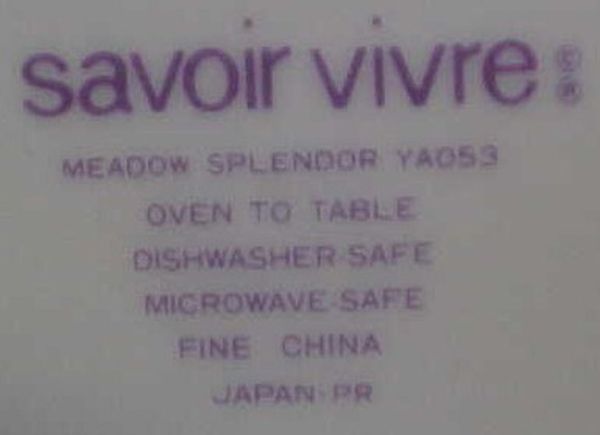 savoir vivre ©®
MEADOW SPLENDOR YA053
OVEN TO TABLE
DISHWASHER-SAFE
MICROWAVE-SAFE
FINE CHINA
JAPAN-PR